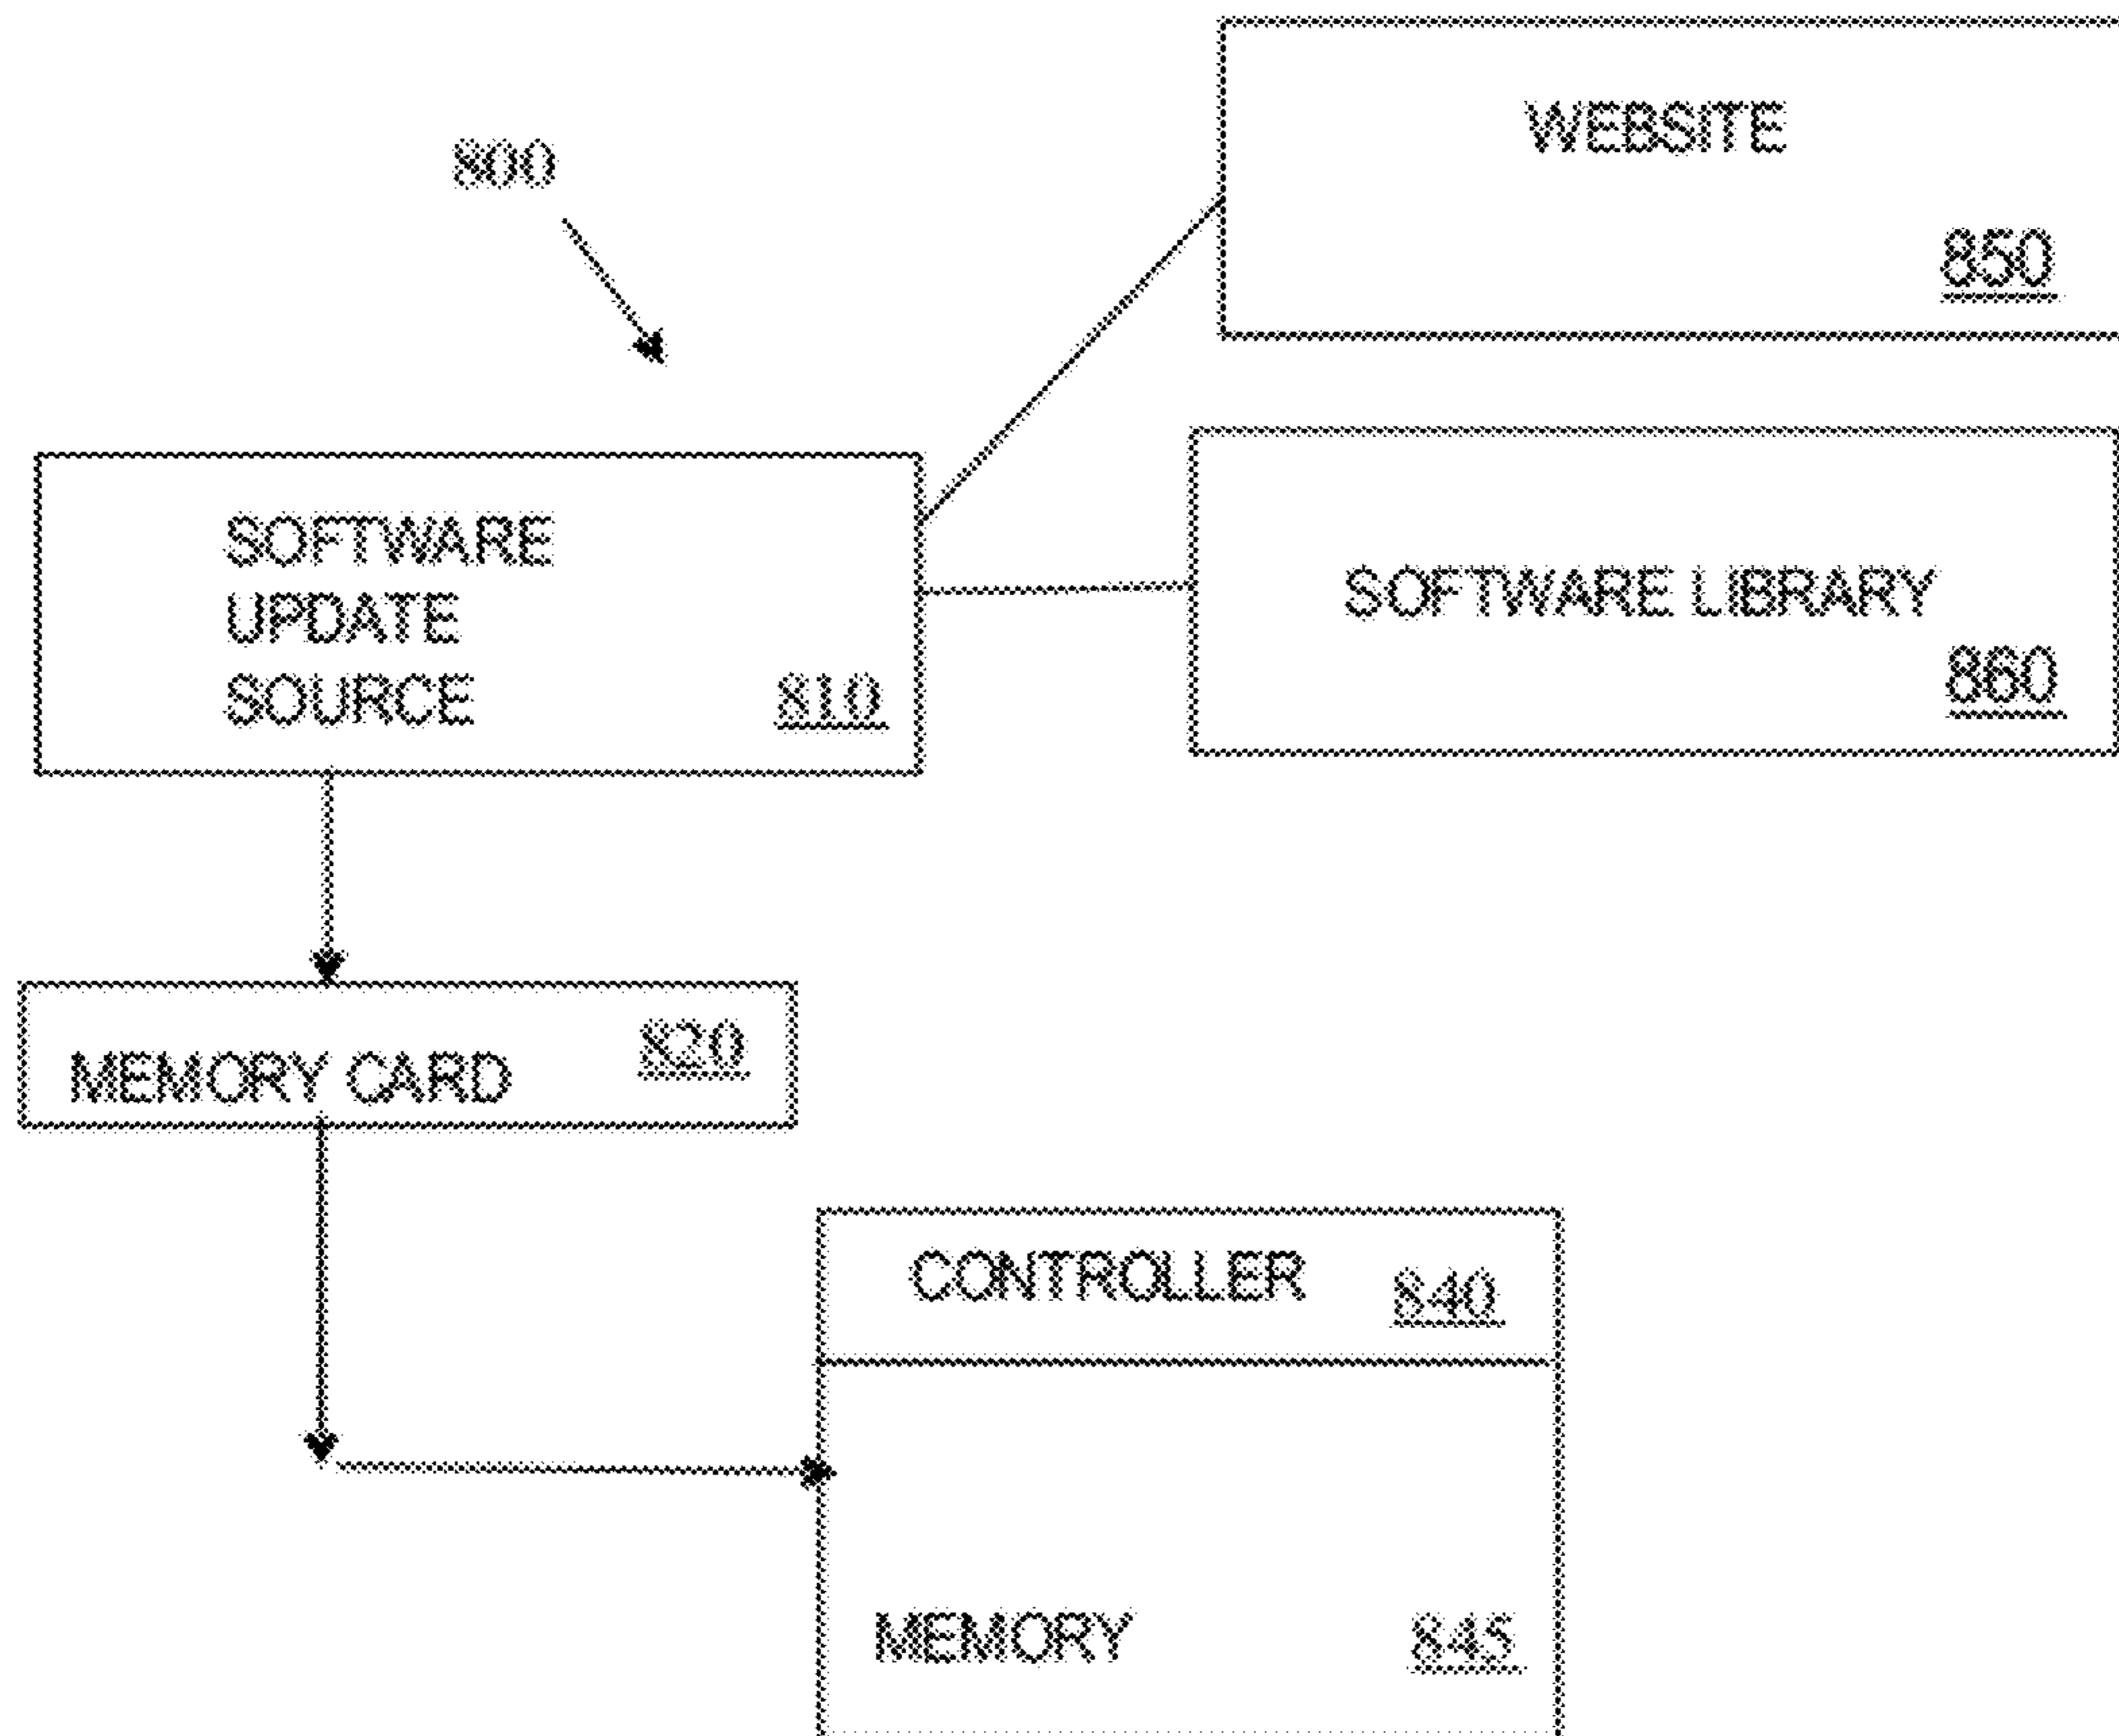 WEBSITE
800
850
SOFTWARE
UPDATE
SOURCE
810
SOFTWARE LIBRARY
860
820
MEMORY CARD
CONTROLLER
840
MEMORY
845